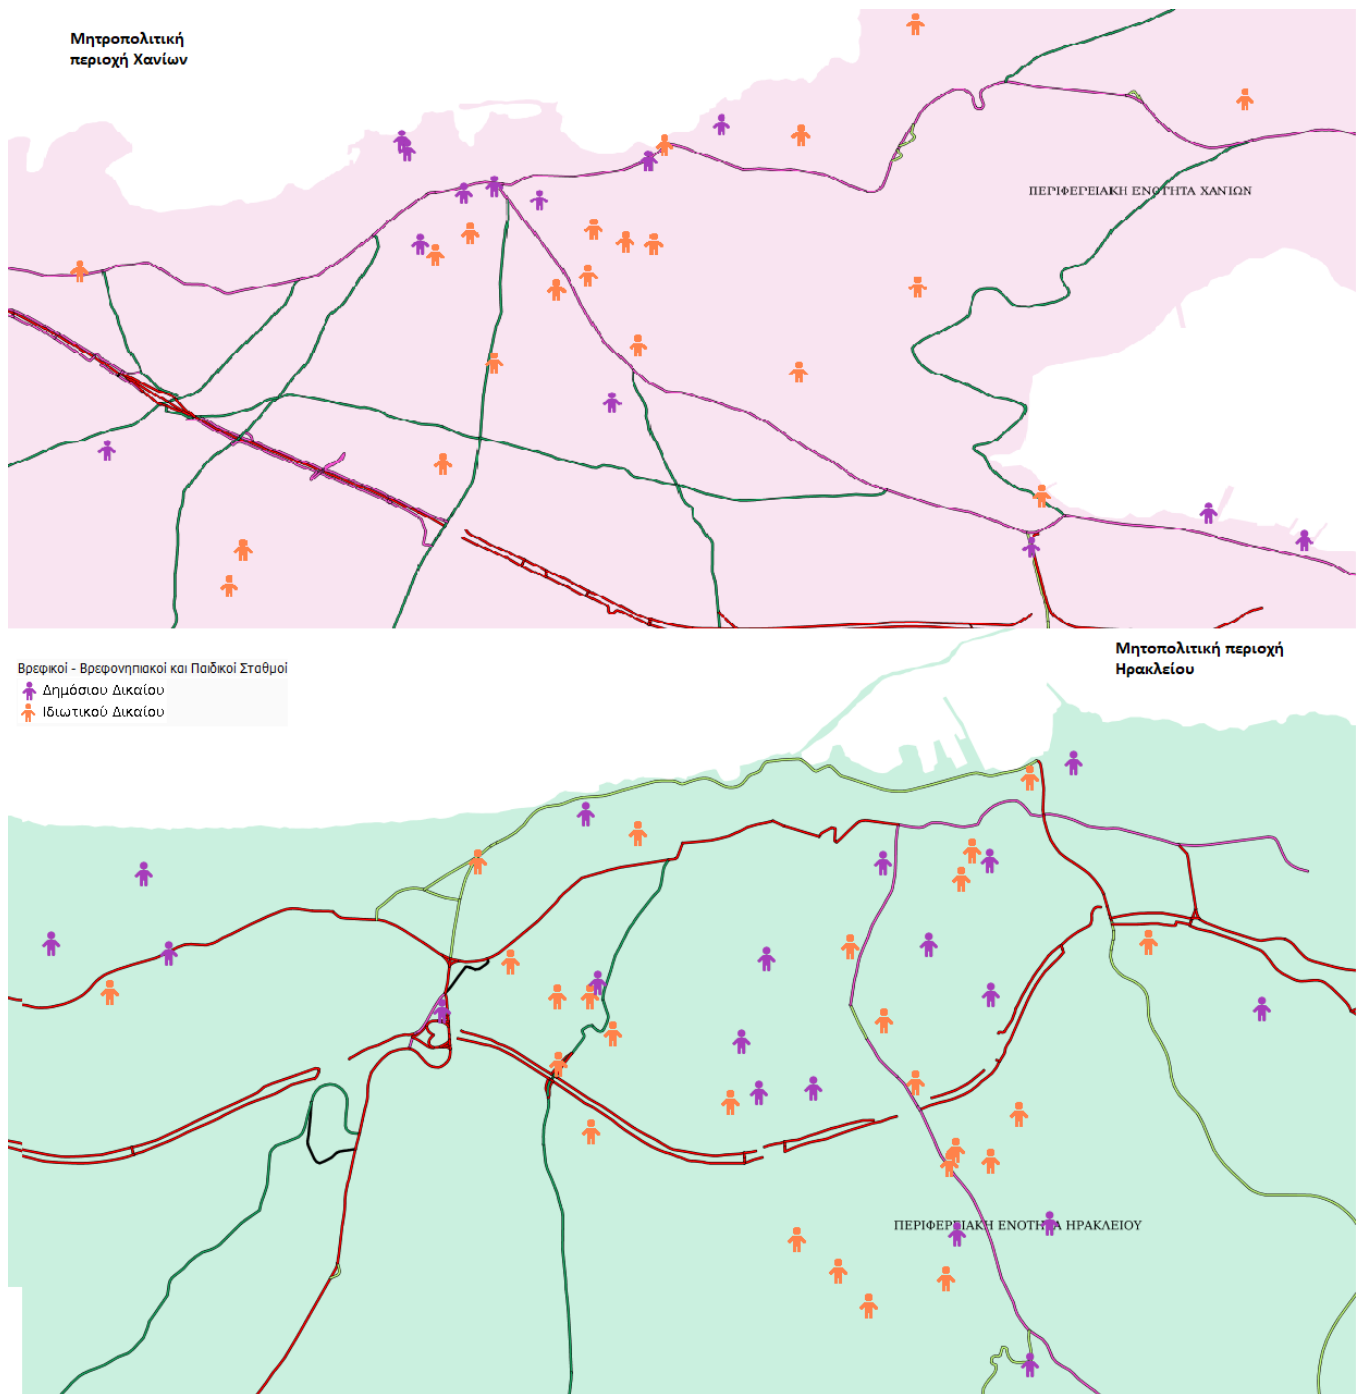 Μητροπολιτική
περιοχή Χανίων
ΠΕΡΙΦΕΡΕΙΑΚΗ ΕΝΟΤΗΤΑ ΧΑΝΙΩΝ
Μητοπολιτική περιοχή
Ηρακλείου
Βρεφικοί - Βρεφονηπιακοί και Παιδικοί Σταθμοί
Δημόσιου Δικαίου
Ιδιωτικού Δικαίου
ΠΕΡΙΦΕΡΕΙΑΚΗ ΕΝΟΤΗΤΑ ΗΡΑΚΛΕΙΟΥ